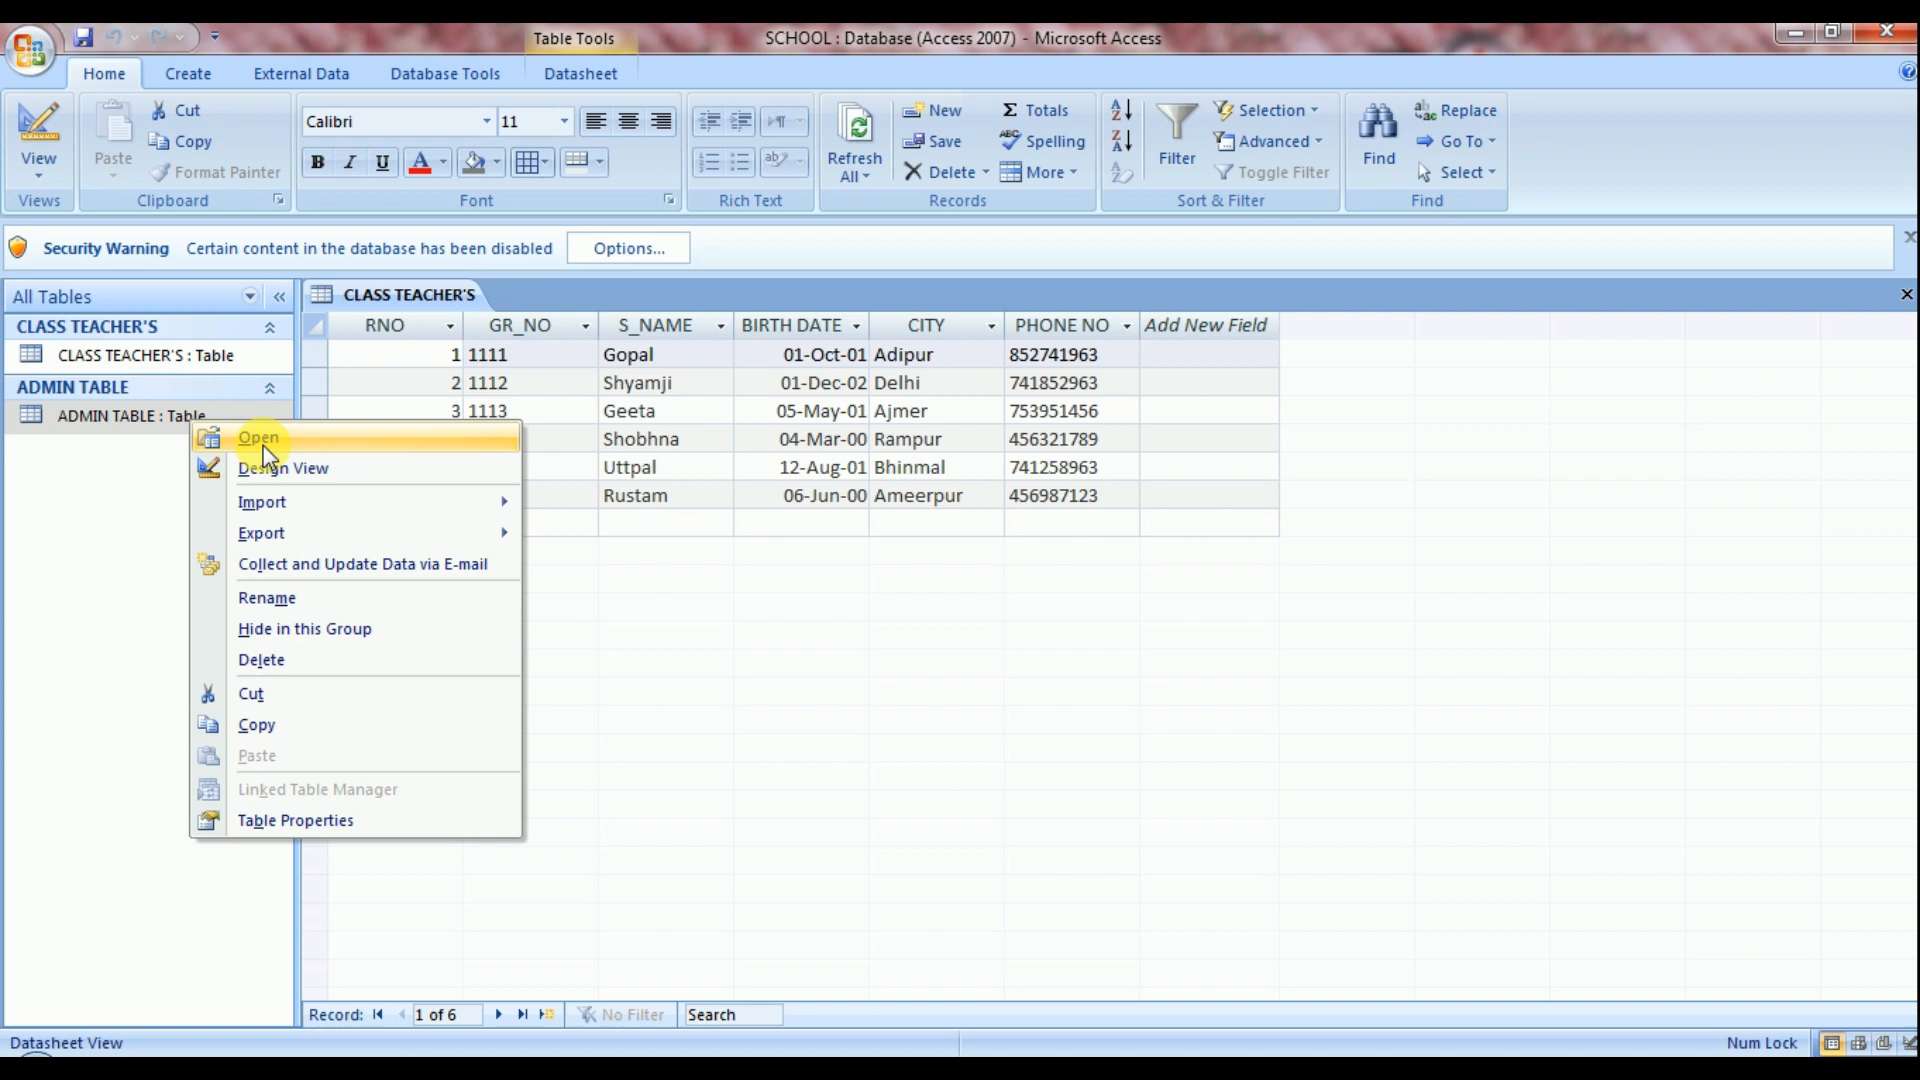 Table Tools
SCHOOL : Database (Access 2007) - Microsoft Access
Home Create External Data Database Tools Datasheet
View
Views
Paste
Cut
Copy
Format Painter
Clipboard
Calibri 11
B I U A
Font
Rich Text
Refresh
All
New
Save
Delete
Totals
Spelling
More
Records
Filter
Selection
Advanced
Toggle Filter
Sort & Filter
Find
Replace
Go To
Select
Find
Security Warning Certain content in the database has been disabled Options...
All Tables
CLASS TEACHER'S
CLASS TEACHER'S : Table
ADMIN TABLE
ADMIN TABLE : Table
CLASS TEACHER'S
RNO GR_NO S_NAME BIRTH DATE CITY PHONE NO Add New Field
1 1111 Gopal 01-Oct-01 Adipur 852741963
2 1112 Shyamji 01-Dec-02 Delhi 741852963
3 1113 Geeta 05-May-01 Ajmer 753951456
Shobhna 04-Mar-00 Rampur 456321789
Uttpal 12-Aug-01 Bhinmal 741258963
Rustam 06-Jun-00 Ameerpur 456987123
Open
Design View
Import
Export
Collect and Update Data via E-mail
Rename
Hide in this Group
Delete
Cut
Copy
Paste
Linked Table Manager
Table Properties
Record: 1 of 6 No Filter Search
Datasheet View Num Lock